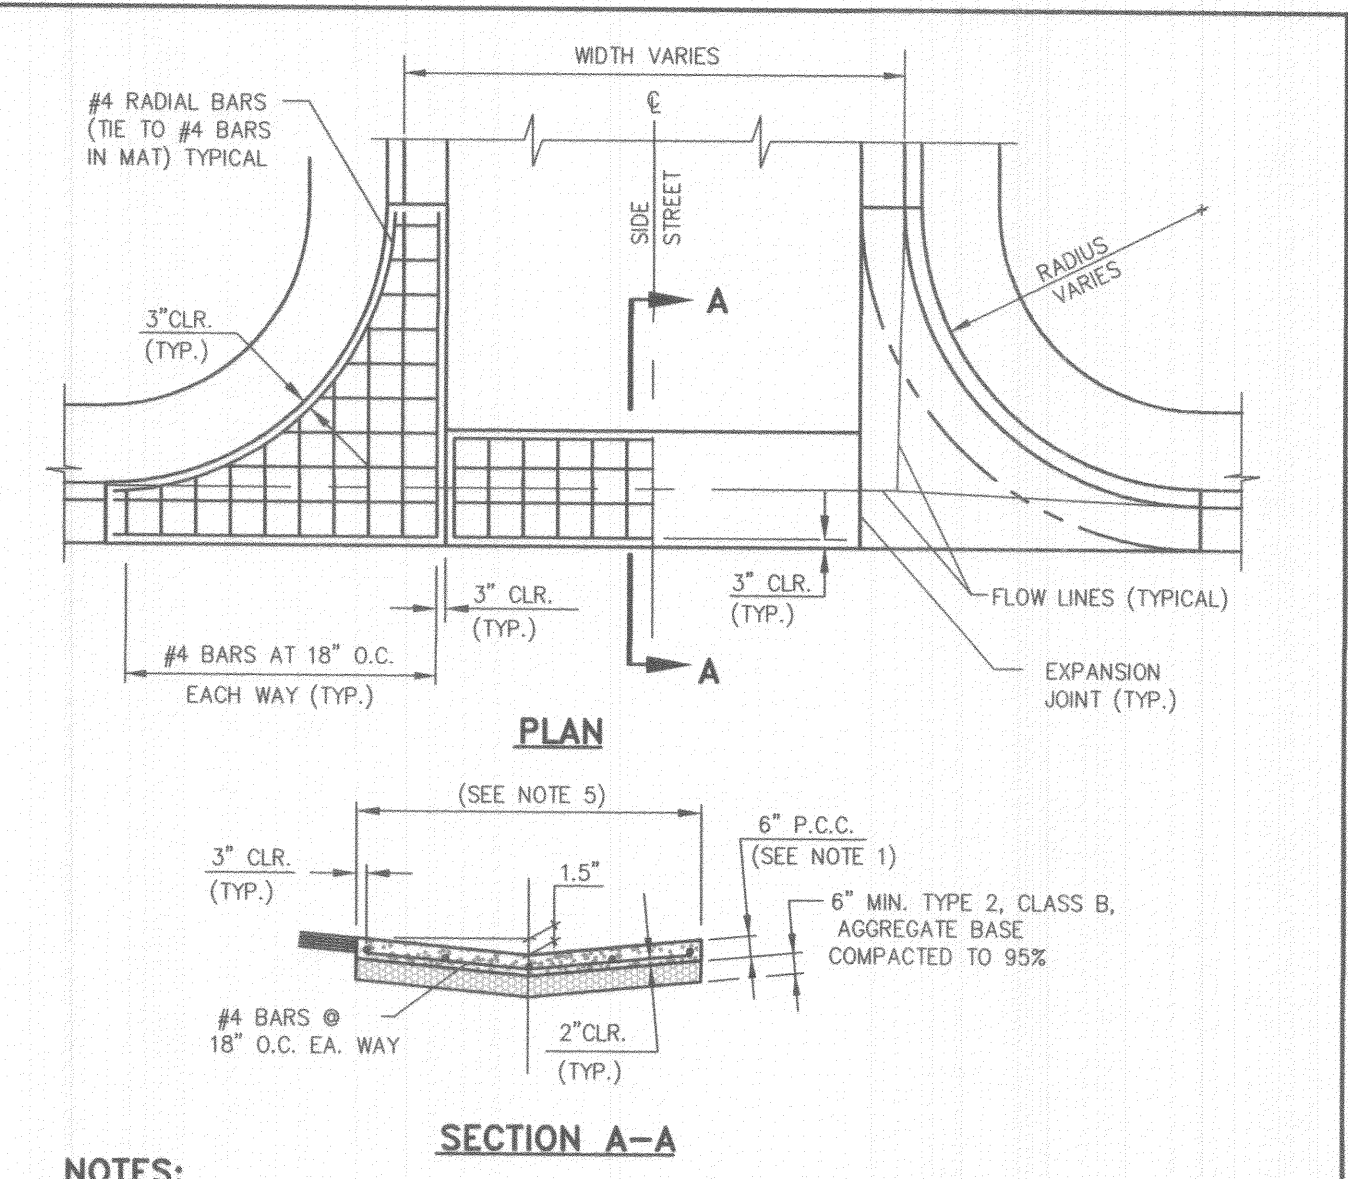 WIDTH VARIES
℄
#4 RADIAL BARS
(TIE TO #4 BARS
IN MAT) TYPICAL
SIDE
STREET
RADIUS
VARIES
A
3"CLR.
(TYP.)
3" CLR.
(TYP.)
3" CLR.
(TYP.)
FLOW LINES (TYPICAL)
#4 BARS AT 18" O.C.
EACH WAY (TYP.)
A
EXPANSION
JOINT (TYP.)
PLAN
(SEE NOTE 5)
6" P.C.C.
(SEE NOTE 1)
3" CLR.
(TYP.)
1.5"
6" MIN. TYPE 2, CLASS B,
AGGREGATE BASE
COMPACTED TO 95%
#4 BARS @
18" O.C. EA. WAY
2"CLR.
(TYP.)
SECTION A-A
NOTES: